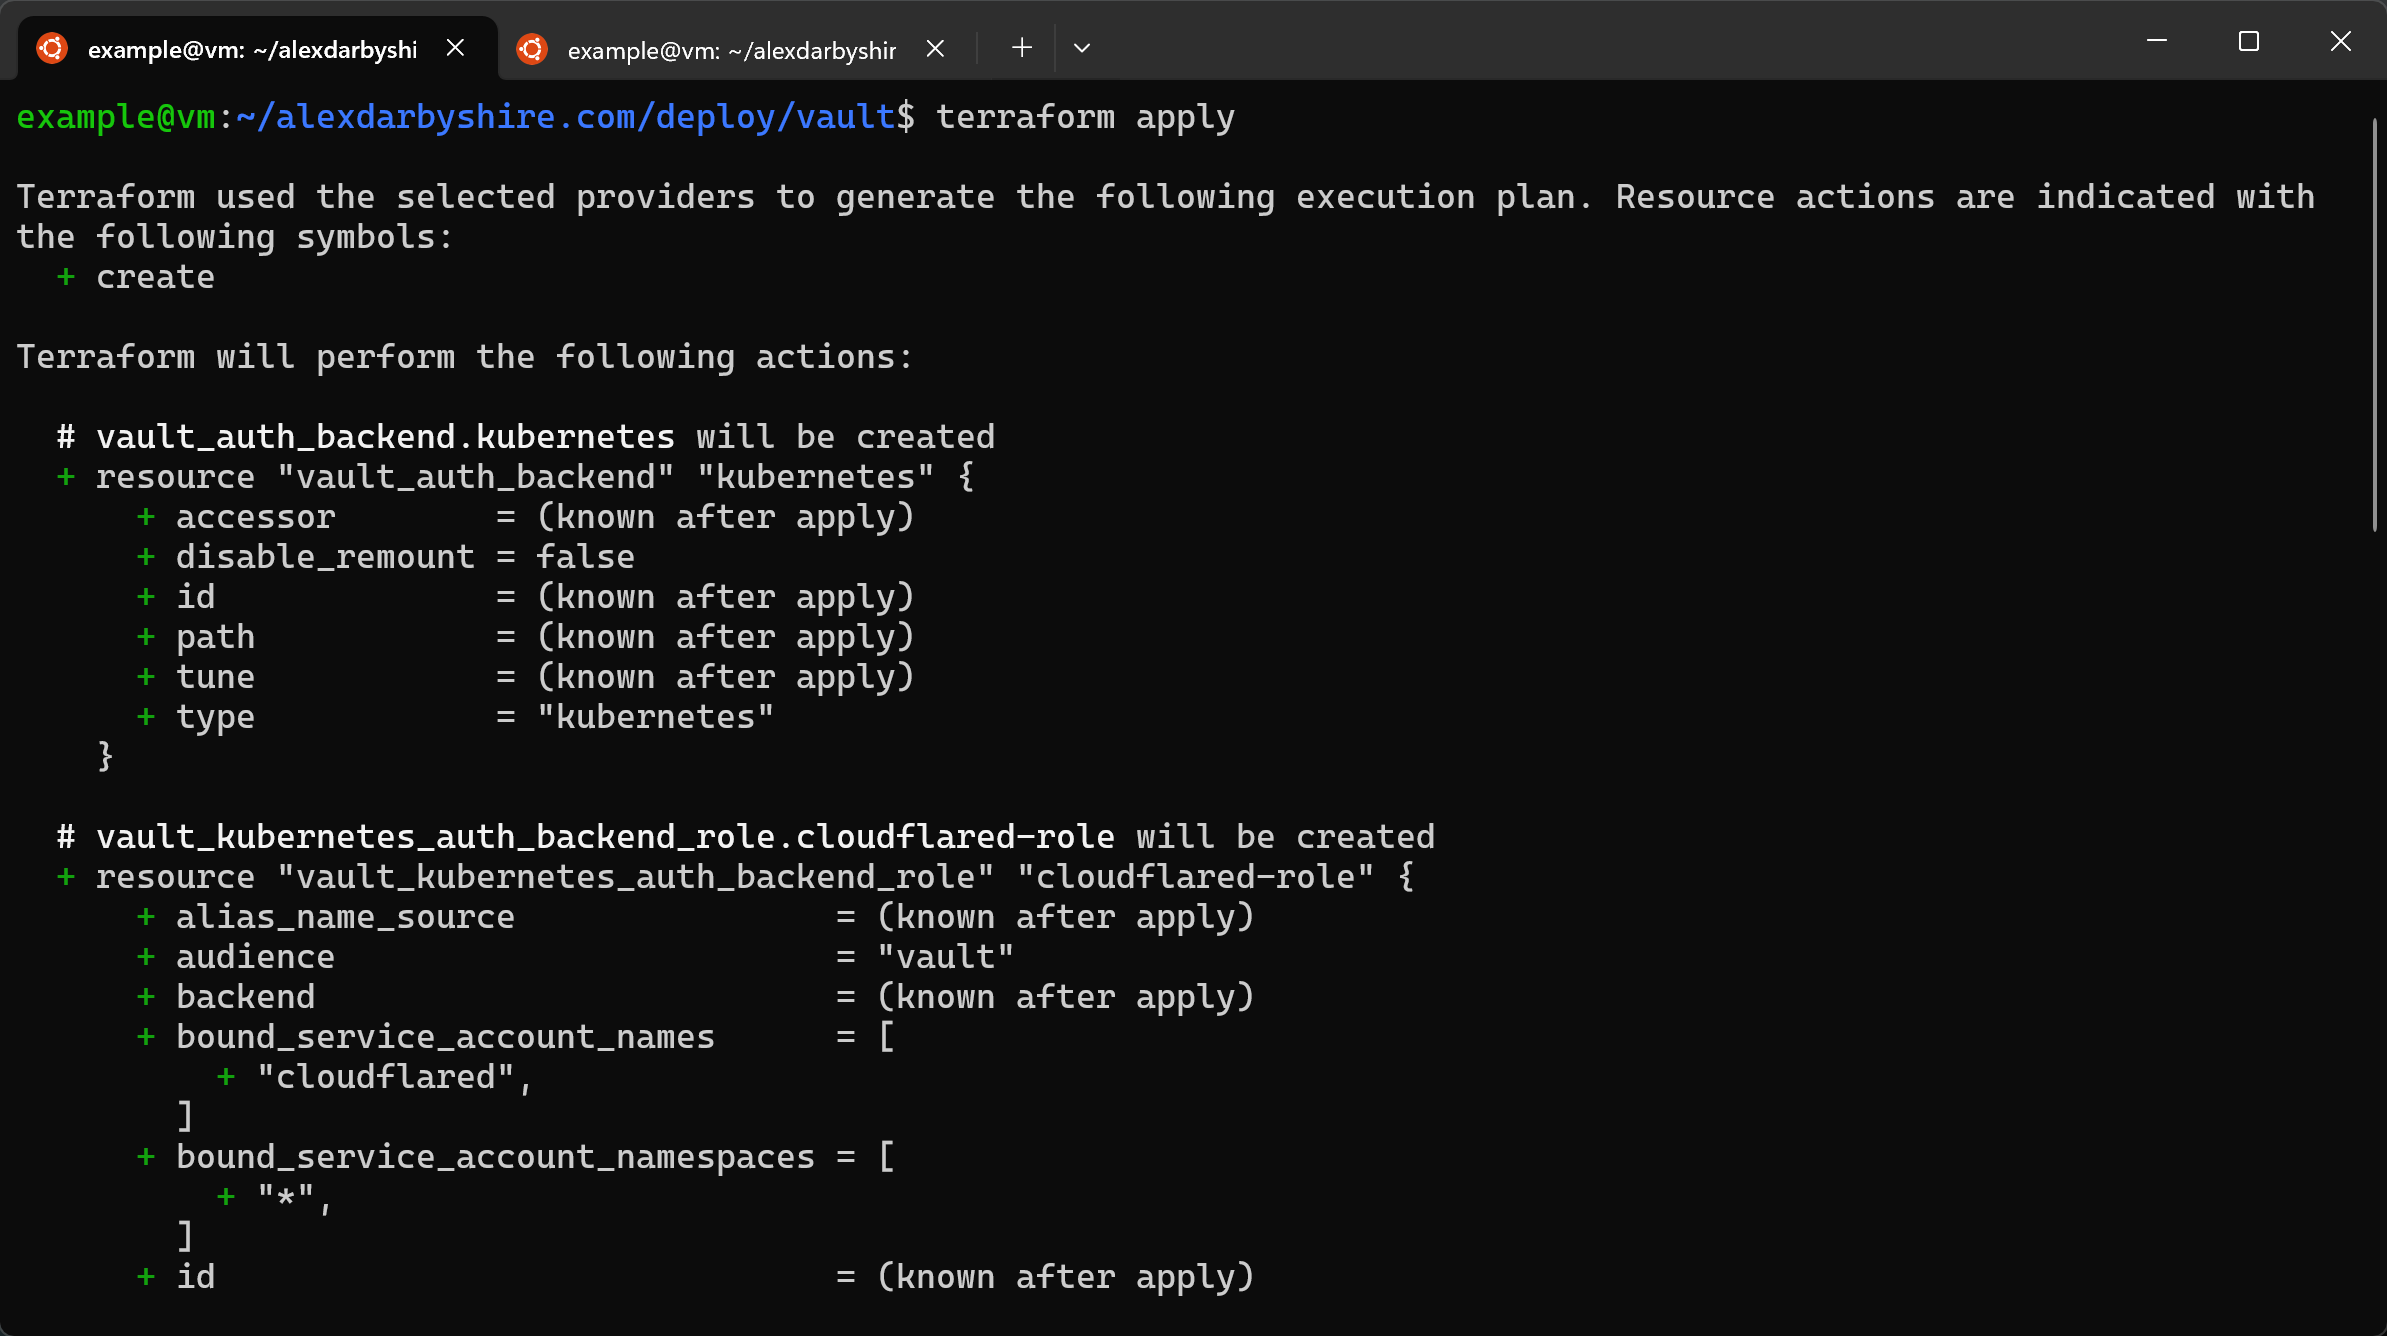 example@vm: ~/alexdarbyshi
example@vm: ~/alexdarbyshir
example@vm:~/alexdarbyshire.com/deploy/vault$ terraform apply
Terraform used the selected providers to generate the following execution plan. Resource actions are indicated with
the following symbols:
  + create
Terraform will perform the following actions:
  # vault_auth_backend.kubernetes will be created
  + resource "vault_auth_backend" "kubernetes" {
      + accessor        = (known after apply)
      + disable_remount = false
      + id              = (known after apply)
      + path            = (known after apply)
      + tune            = (known after apply)
      + type            = "kubernetes"
    }
  # vault_kubernetes_auth_backend_role.cloudflared-role will be created
  + resource "vault_kubernetes_auth_backend_role" "cloudflared-role" {
      + alias_name_source                = (known after apply)
      + audience                         = "vault"
      + backend                          = (known after apply)
      + bound_service_account_names      = [
          + "cloudflared",
        ]
      + bound_service_account_namespaces = [
          + "*",
        ]
      + id                               = (known after apply)